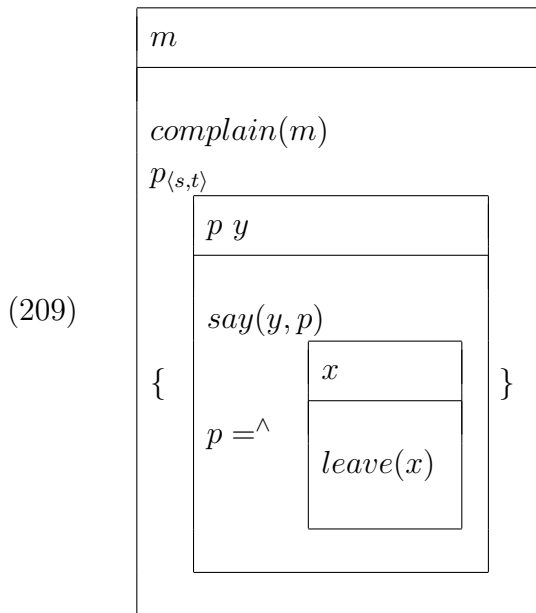 m
complain(m)
p⟨s,t⟩
p y
(209)
say(y, p)
x
{ }
p =^
leave(x)